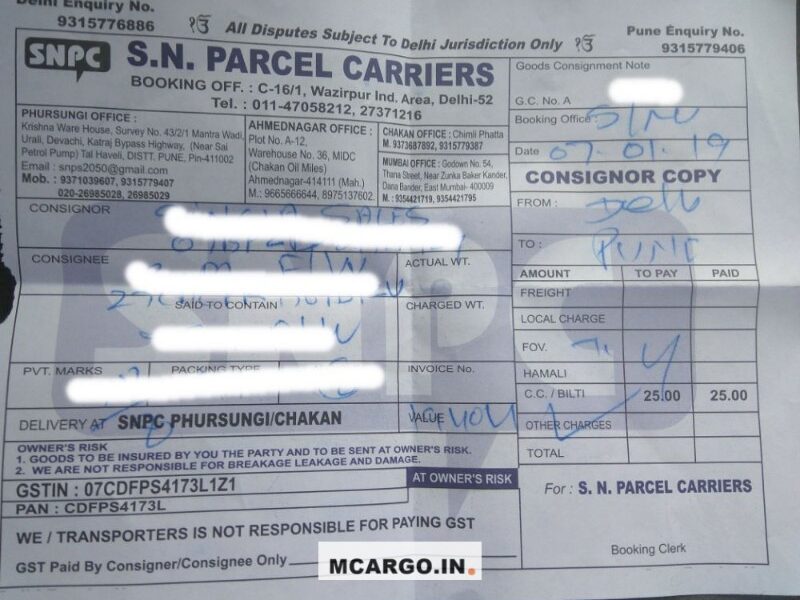 Delhi Enquiry No.
9315776886
ੴ All Disputes Subject To Delhi Jurisdiction Only ੴ
Pune Enquiry No.
9315779406
SNPC S.N. PARCEL CARRIERS
BOOKING OFF. : C-16/1, Wazirpur Ind. Area, Delhi-52
Tel. : 011-47058212, 27371216
PHURSUNGI OFFICE :
Krishna Ware House, Survey No. 43/2/1 Mantra Wadi,
Urali, Devachi, Katraj Bypass Highway, (Near Sai
Petrol Pump) Tal Haveli, DISTT. PUNE, Pin-411002
Email : snps2050@gmail.com
Mob. : 9371039607, 9315779407
020-26985028, 26985029
AHMEDNAGAR OFFICE :
Plot No. A-12,
Warehouse No. 36, MIDC
(Chakan Oil Miles)
Ahmednagar-414111 (Mah.)
M.: 9665666644, 8975137602
CHAKAN OFFICE : Chimli Phatta
M. 9373687892, 9315779387
MUMBAI OFFICE : Godown No. 54,
Thana Street, Near Zunka Baker Kander,
Dana Bander, East Mumbai- 400009
M. : 9354421719, 9354421795
Goods Consignment Note
G.C. No. A
Booking Office:
Date 07.01.19
CONSIGNOR COPY
FROM : Delhi
TO : PUNE
CONSIGNOR SALES
CONSIGNEE
ACTUAL WT.
SAID TO CONTAIN
CHARGED WT.
PVT. MARKS
PACKING TYPE
INVOICE No.
DELIVERY AT SNPC PHURSUNGI/CHAKAN
VALUE
AMOUNT TO PAY PAID
FREIGHT
LOCAL CHARGE
FOV.
HAMALI
C.C. / BILTI 25.00 25.00
OTHER CHARGES
TOTAL
OWNER'S RISK
1. GOODS TO BE INSURED BY YOU THE PARTY AND TO BE SENT AT OWNER'S RISK.
2. WE ARE NOT RESPONSIBLE FOR BREAKAGE LEAKAGE AND DAMAGE.
AT OWNER'S RISK
GSTIN : 07CDFPS4173L1Z1
PAN : CDFPS4173L
WE / TRANSPORTERS IS NOT RESPONSIBLE FOR PAYING GST
GST Paid By Consigner/Consignee Only
For : S. N. PARCEL CARRIERS
Booking Clerk
MCARGO.IN.